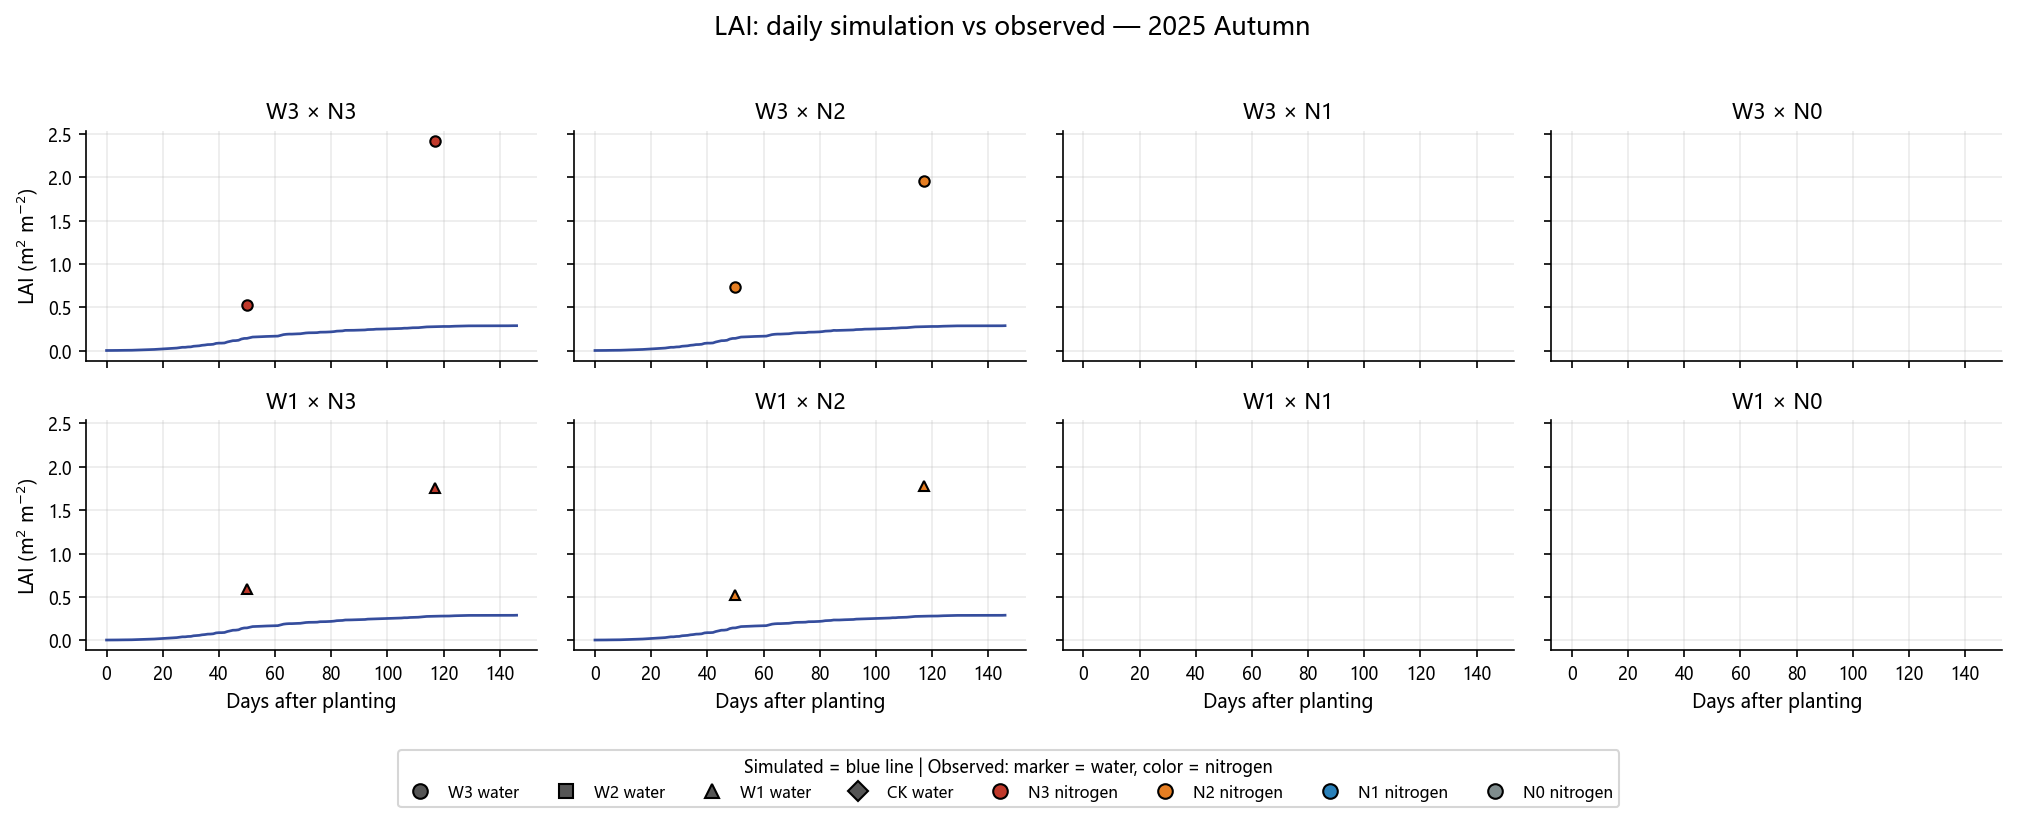 LAI: daily simulation vs observed — 2025 Autumn
W3 × N3
W3 × N2
W3 × N1
W3 × N0
LAI (m² m⁻²)
2.5
2.0
1.5
1.0
0.5
0.0
W1 × N3
W1 × N2
W1 × N1
W1 × N0
LAI (m² m⁻²)
2.5
2.0
1.5
1.0
0.5
0.0
0 20 40 60 80 100 120 140
0 20 40 60 80 100 120 140
0 20 40 60 80 100 120 140
0 20 40 60 80 100 120 140
Days after planting
Days after planting
Days after planting
Days after planting
Simulated = blue line | Observed: marker = water, color = nitrogen
W3 water W2 water W1 water CK water N3 nitrogen N2 nitrogen N1 nitrogen N0 nitrogen